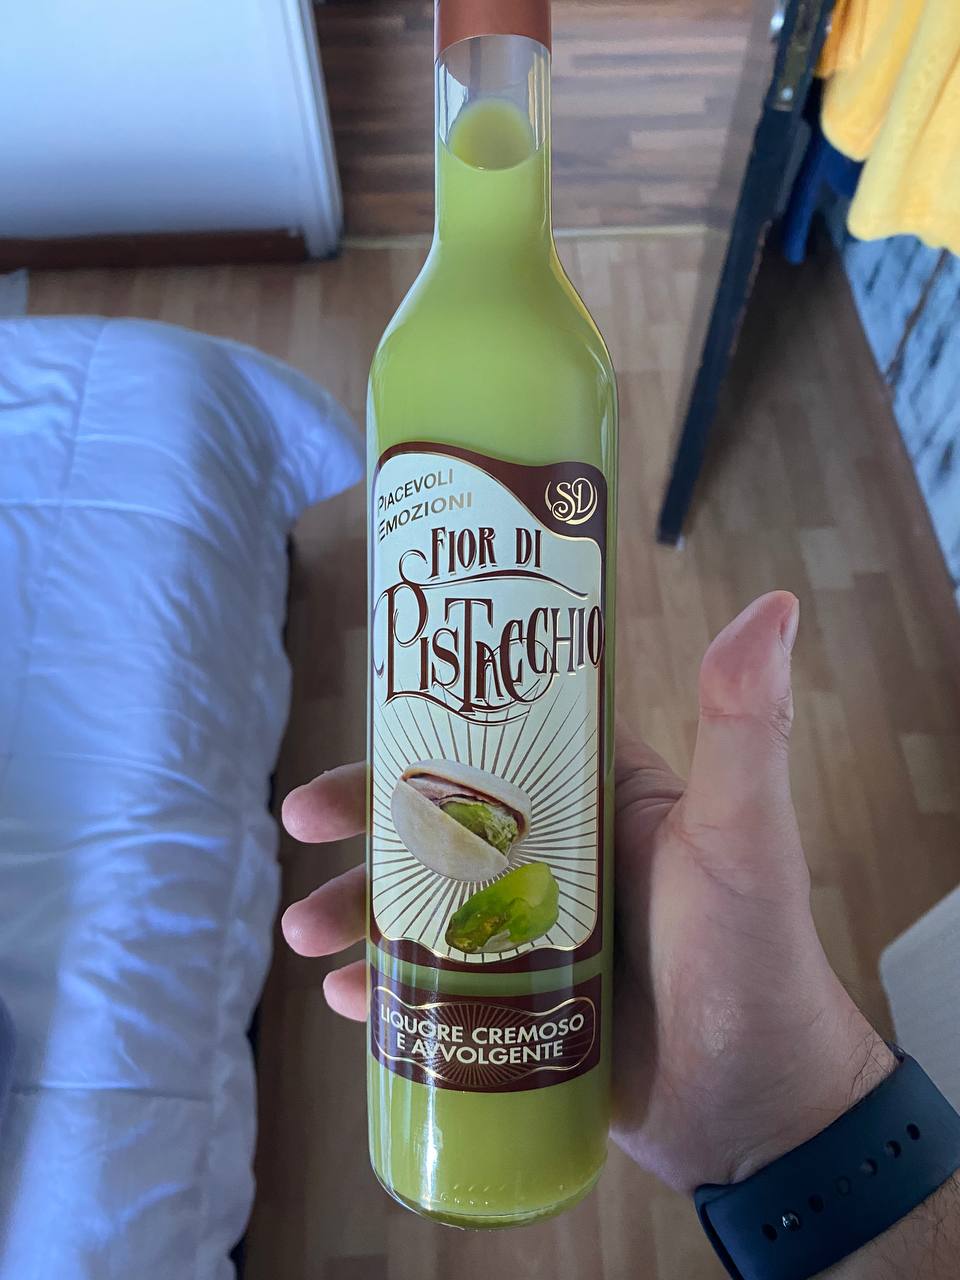 PIACEVOLI
EMOZIONI
SD
FIOR DI
PISTACCHIO
LIQUORE CREMOSO
E AVVOLGENTE